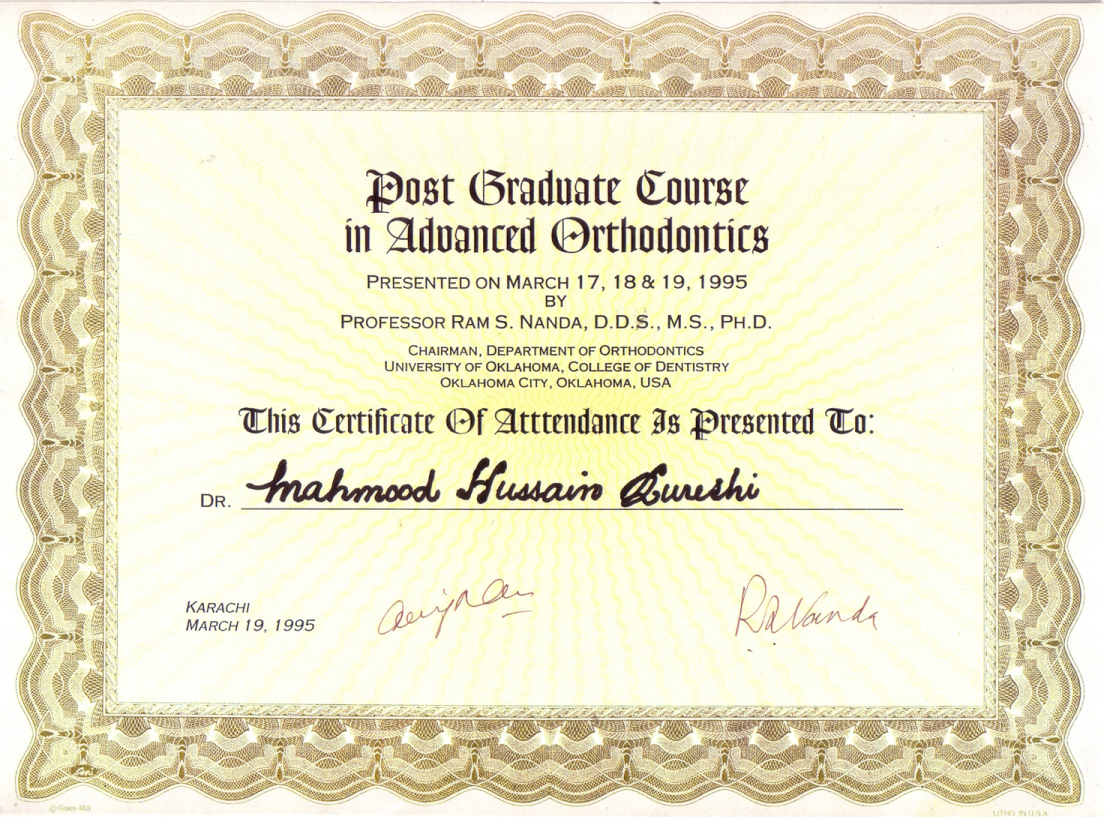 Post Graduate Course
in Advanced Orthodontics
PRESENTED ON MARCH 17, 18 & 19, 1995
BY
PROFESSOR RAM S. NANDA, D.D.S., M.S., PH.D.
CHAIRMAN, DEPARTMENT OF ORTHODONTICS
UNIVERSITY OF OKLAHOMA, COLLEGE OF DENTISTRY
OKLAHOMA CITY, OKLAHOMA, USA
This Certificate Of Atttendance Is Presented To:
DR. Mahmood Hussain Qureshi
KARACHI
MARCH 19, 1995
RSNanda
© Goes 463
LITHO. IN U.S.A.